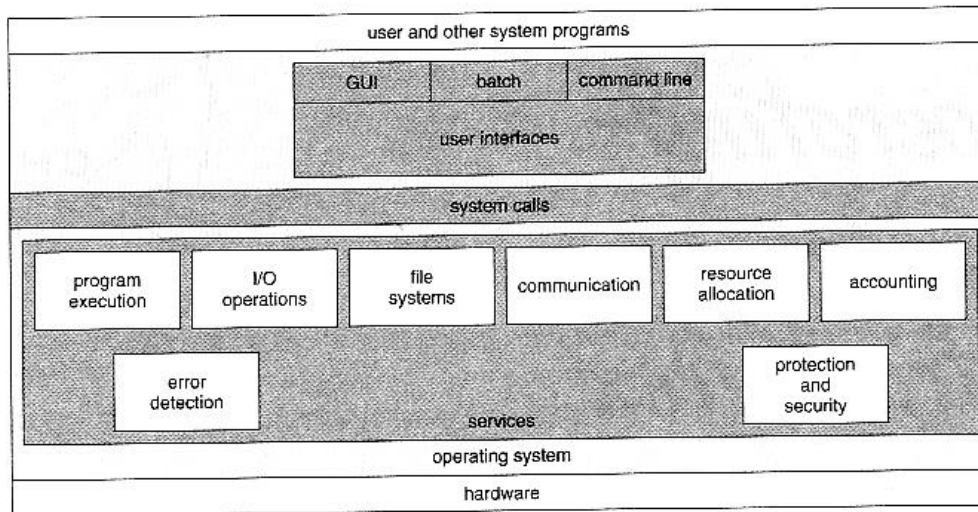 user and other system programs
GUI batch command line
user interfaces
system calls
program
execution
I/O
operations
file
systems
communication
resource
allocation
accounting
error
detection
protection
and
security
services
operating system
hardware